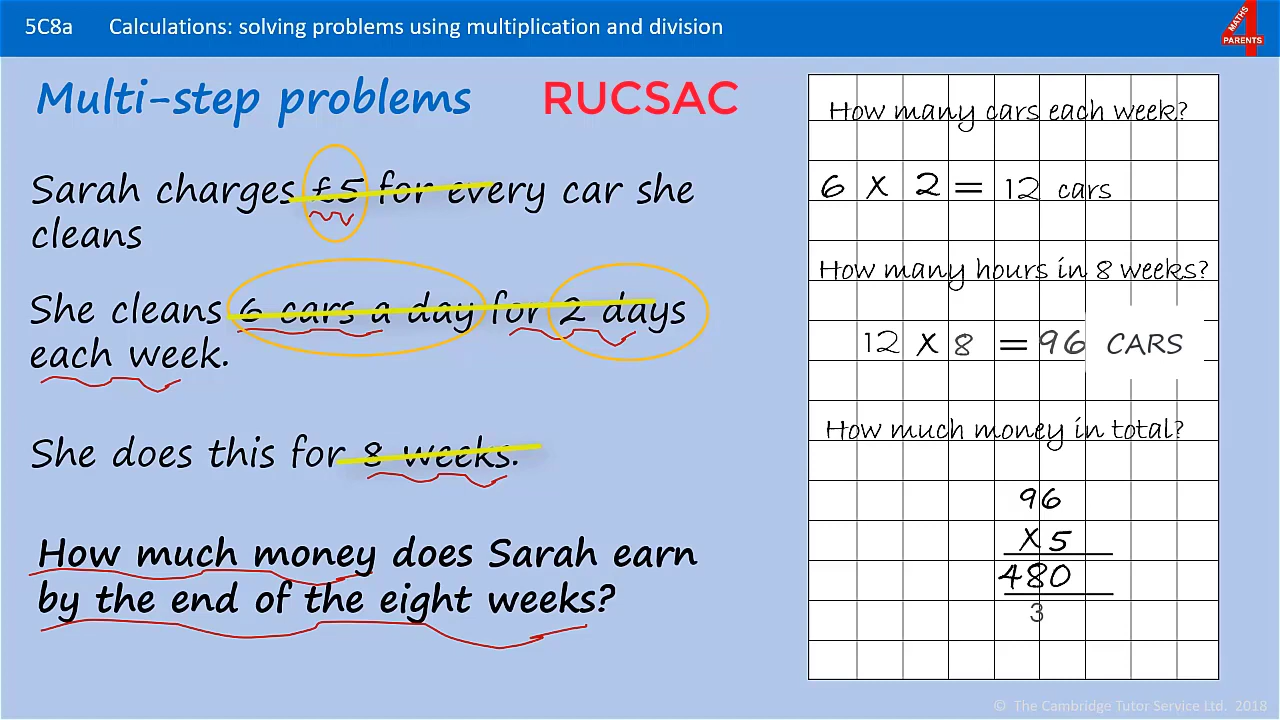 5C8a Calculations: solving problems using multiplication and division
MATHS
4
PARENTS
Multi-step problems RUCSAC
Sarah charges £5 for every car she
cleans
She cleans 6 cars a day for 2 days
each week.
She does this for 8 weeks.
How much money does Sarah earn
by the end of the eight weeks?
How many cars each week?
6 X 2 = 12 cars
How many hours in 8 weeks?
12 X 8 = 96 CARS
How much money in total?
96
X 5
480
3
© The Cambridge Tutor Service Ltd. 2018